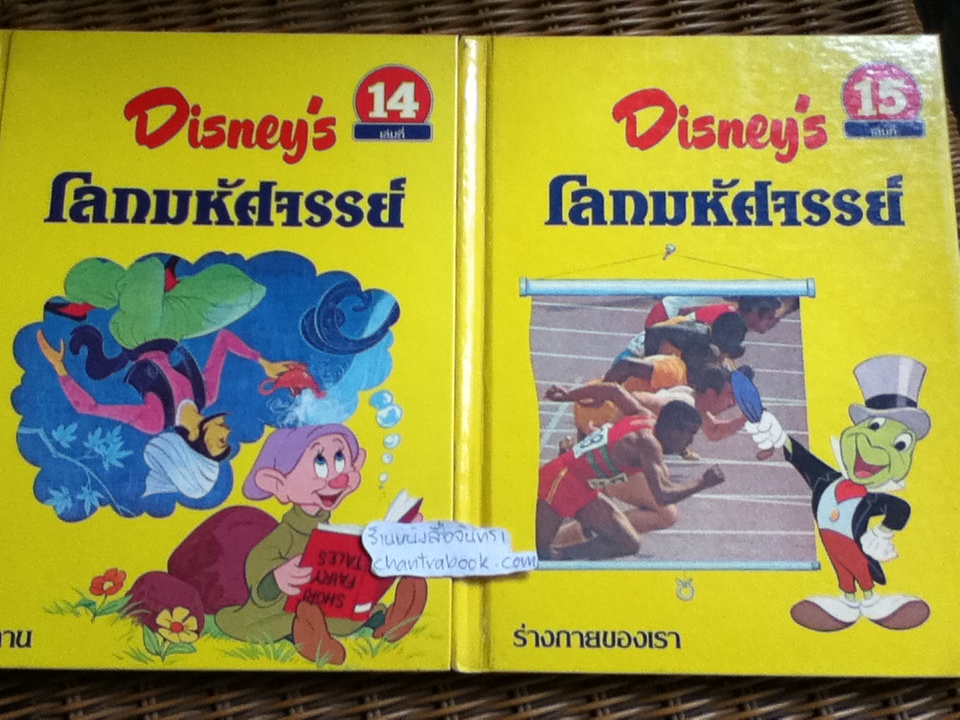 Disney's
14
เล่มที่
โลกมหัศจรรย์
SHORT
FAIRY
TALES
ร้านหนังสือจันทรา
chantrabook.com
Disney's
15
เล่มที่
โลกมหัศจรรย์
ร่างกายของเรา